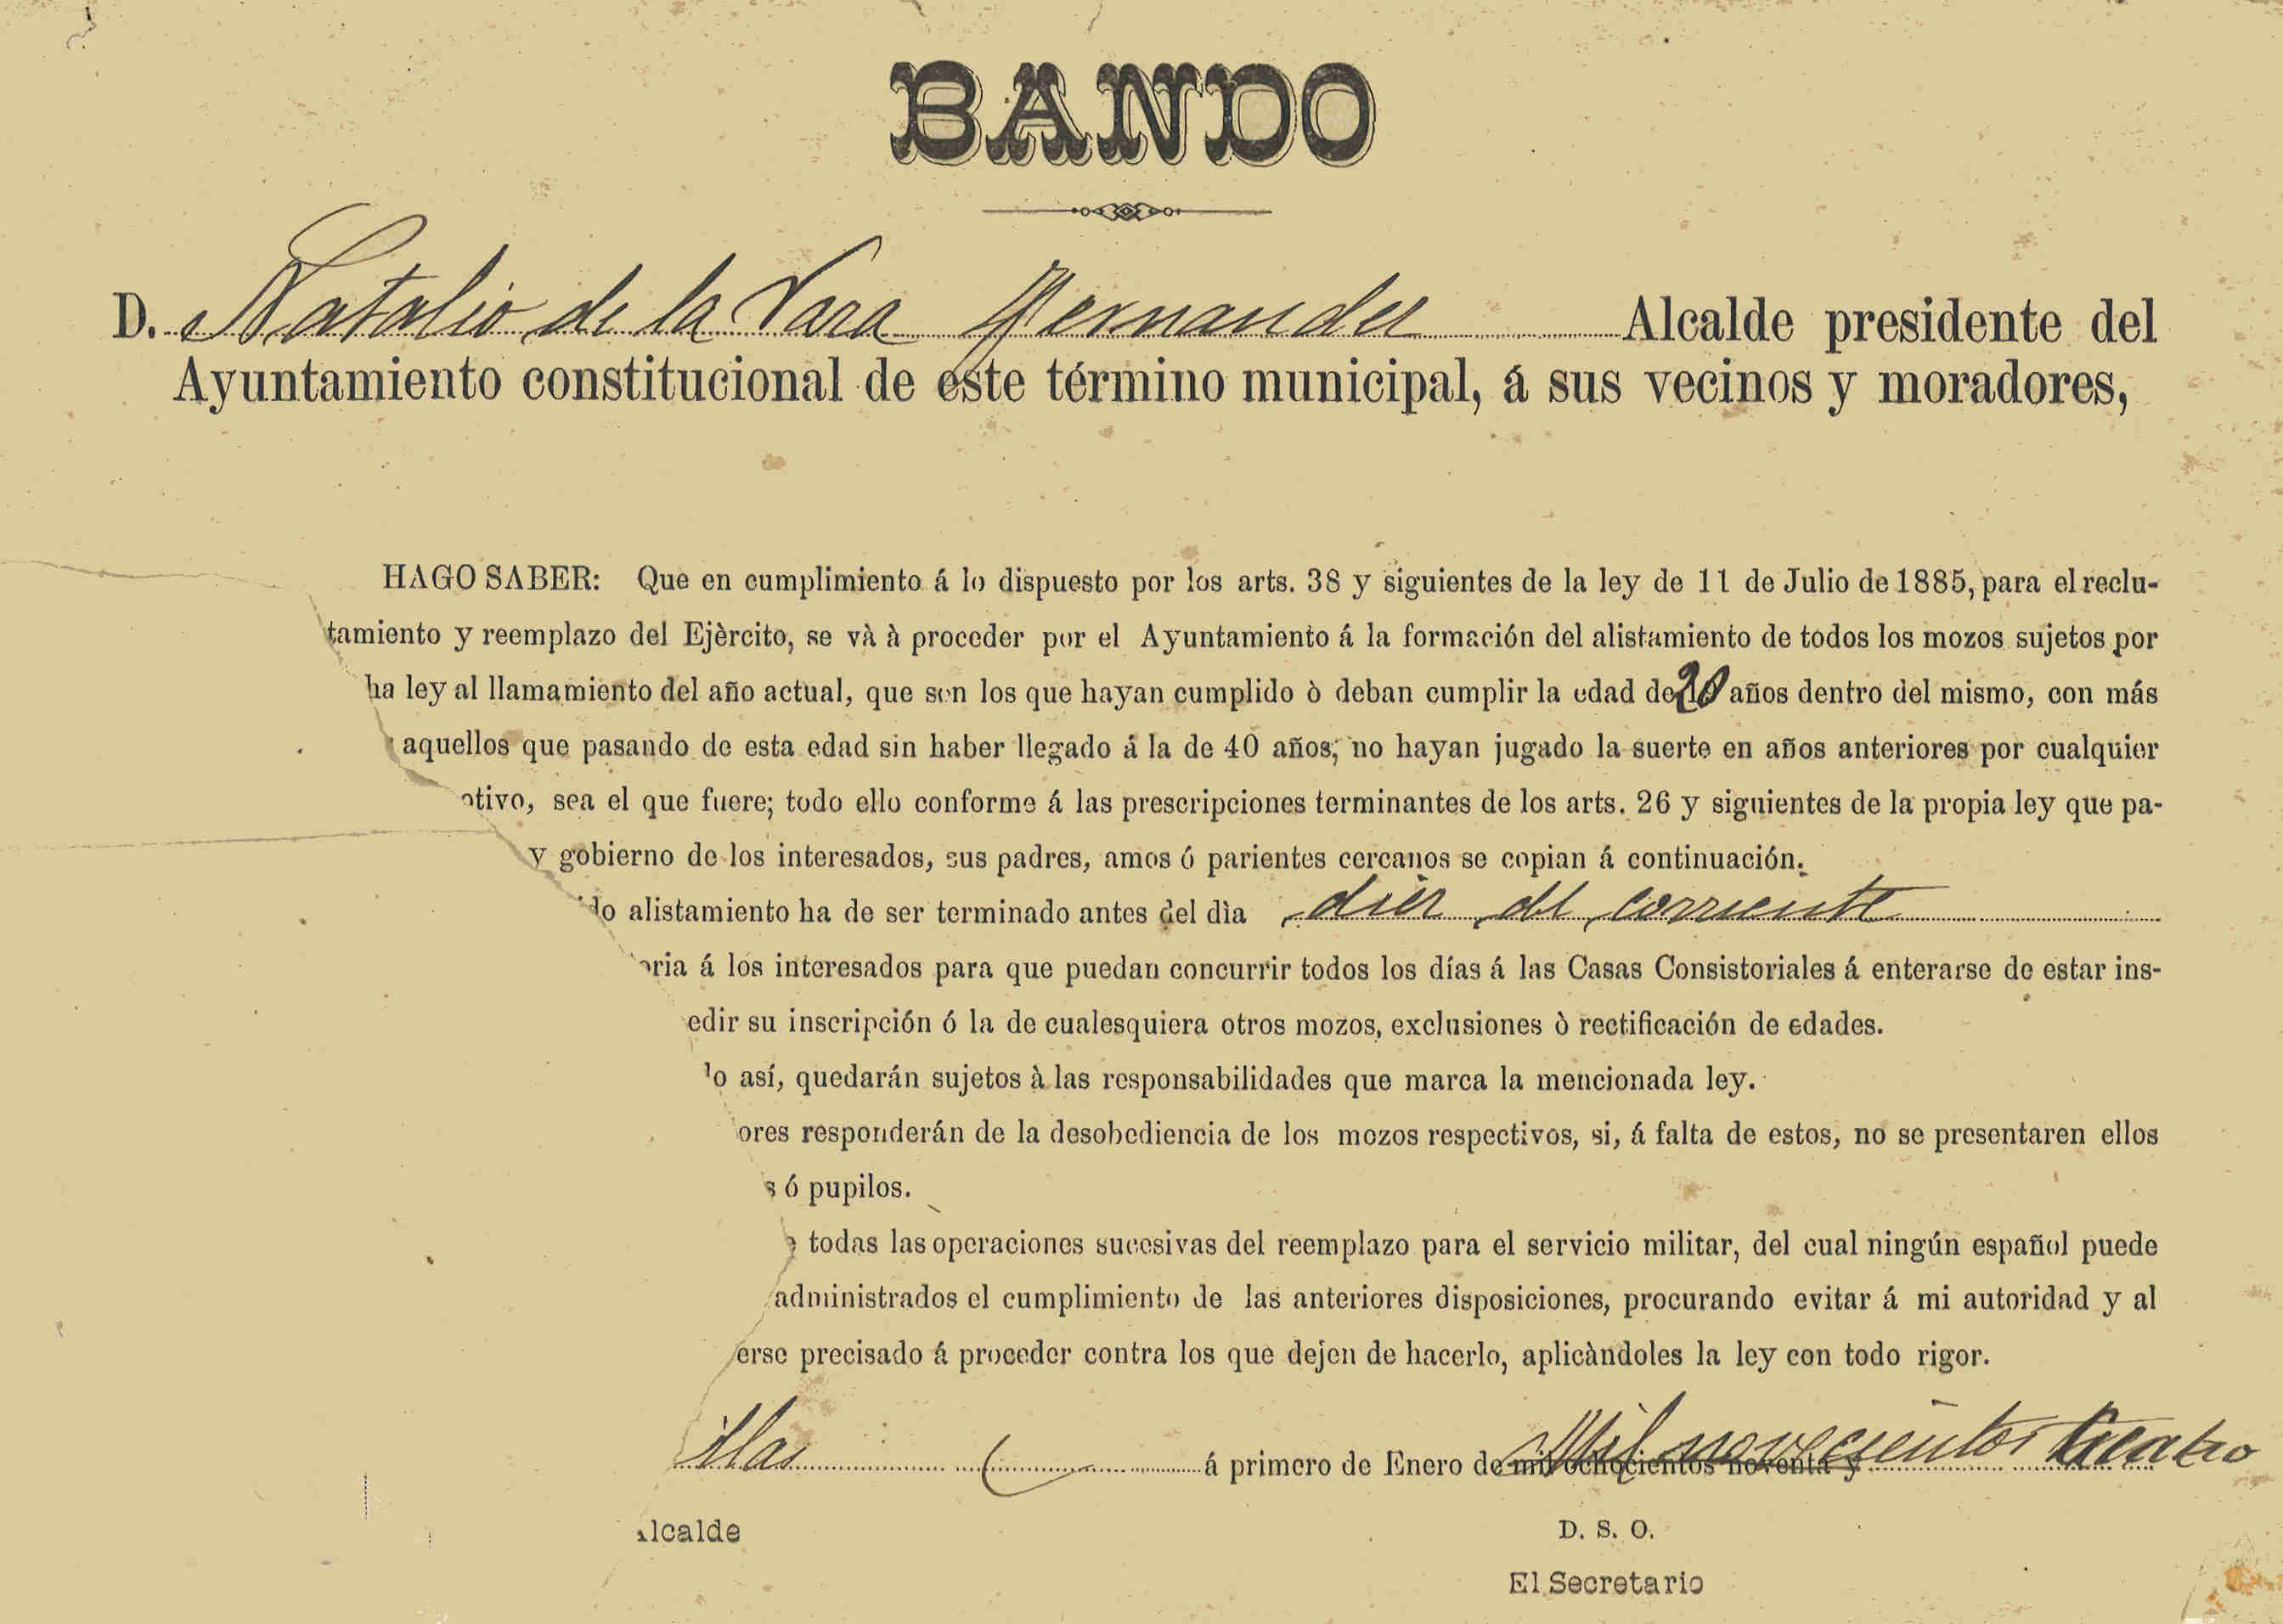 BANDO
D. Natalio de la Vara Hernandez Alcalde presidente del
Ayuntamiento constitucional de este término municipal, á sus vecinos y moradores,
HAGO SABER: Que en cumplimiento á lo dispuesto por los arts. 38 y siguientes de la ley de 11 de Julio de 1885, para el reclu-
tamiento y reemplazo del Ejèrcito, se và à proceder por el Ayuntamiento á la formación del alistamiento de todos los mozos sujetos por
ha ley al llamamiento del año actual, que son los que hayan cumplido ò deban cumplir la edad de 20 años dentro del mismo, con más
aquellos que pasando de esta edad sin haber llegado á la de 40 años, no hayan jugado la suerte en años anteriores por cualquier
otivo, sea el que fuere; todo ello conforme á las prescripciones terminantes de los arts. 26 y siguientes de la propia ley que pa-
y gobierno de los interesados, sus padres, amos ó parientes cercanos se copian á continuación.
do alistamiento ha de ser terminado antes del dìa diez del corriente
oria á los interesados para que puedan concurrir todos los días á las Casas Consistoriales á enterarse de estar ins-
edir su inscripción ó la de cualesquiera otros mozos, exclusiones ò rectificación de edades.
lo así, quedarán sujetos à las responsabilidades que marca la mencionada ley.
ores responderán de la desobediencia de los mozos respectivos, si, á falta de estos, no se presentaren ellos
s ó pupilos.
todas las operaciones sucesivas del reemplazo para el servicio militar, del cual ningún español puede
administrados el cumplimiento de las anteriores disposiciones, procurando evitar á mi autoridad y al
erse precisado á proceder contra los que dejen de hacerlo, aplicàndoles la ley con todo rigor.
illas á primero de Enero de mil ochocientos noventa y Mil novecientos cuatro
lcalde
D. S. O.
El Secretario